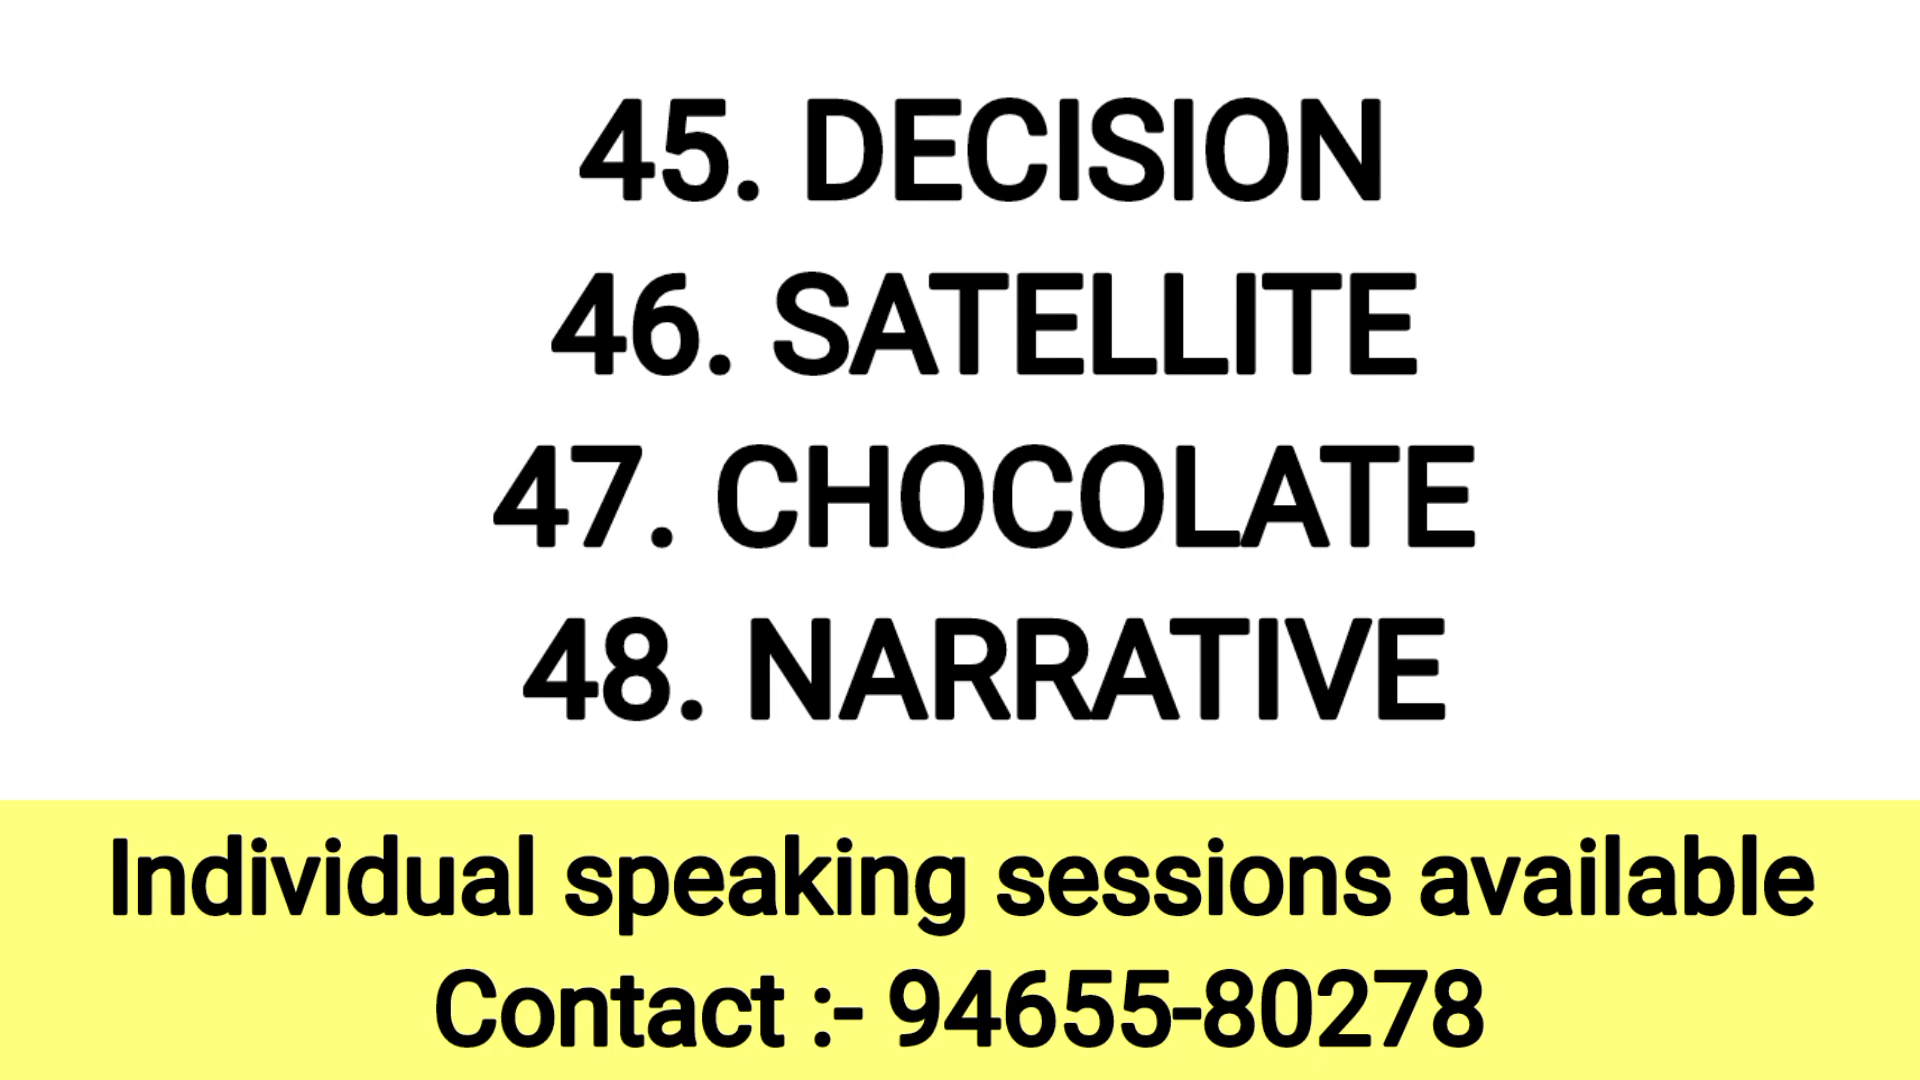 45. DECISION
46. SATELLITE
47. CHOCOLATE
48. NARRATIVE
Individual speaking sessions available
Contact :- 94655-80278